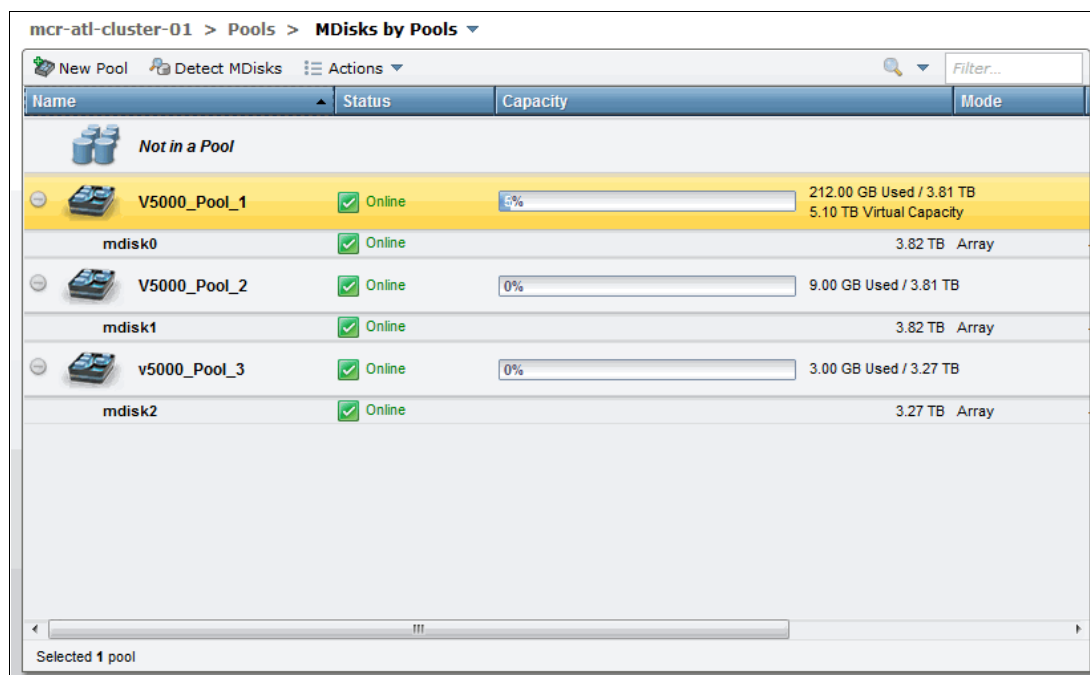 mcr-atl-cluster-01 > Pools > MDisks by Pools
New Pool Detect MDisks Actions Filter...
Name Status Capacity Mode
Not in a Pool
V5000_Pool_1 Online 5% 212.00 GB Used / 3.81 TB
5.10 TB Virtual Capacity
mdisk0 Online 3.82 TB Array
V5000_Pool_2 Online 0% 9.00 GB Used / 3.81 TB
mdisk1 Online 3.82 TB Array
v5000_Pool_3 Online 0% 3.00 GB Used / 3.27 TB
mdisk2 Online 3.27 TB Array
Selected 1 pool